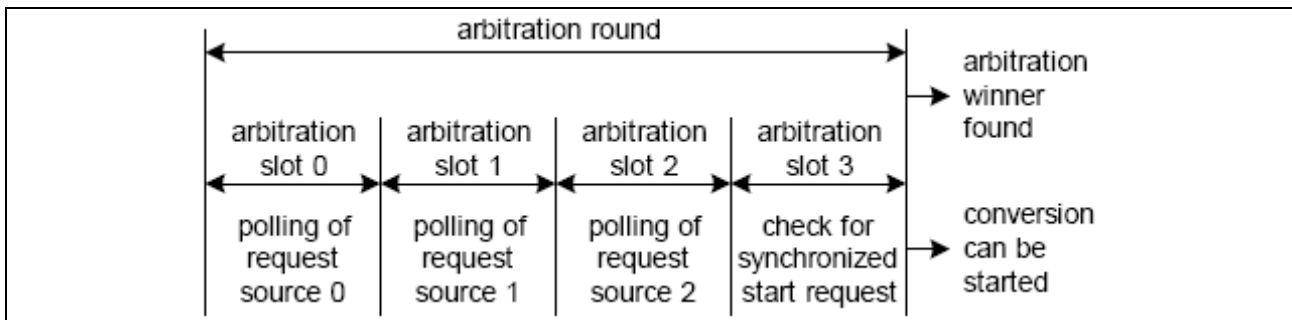 arbitration round
arbitration
winner
found
arbitration
slot 0
arbitration
slot 1
arbitration
slot 2
arbitration
slot 3
polling of
request
source 0
polling of
request
source 1
polling of
request
source 2
check for
synchronized
start request
conversion
can be
started